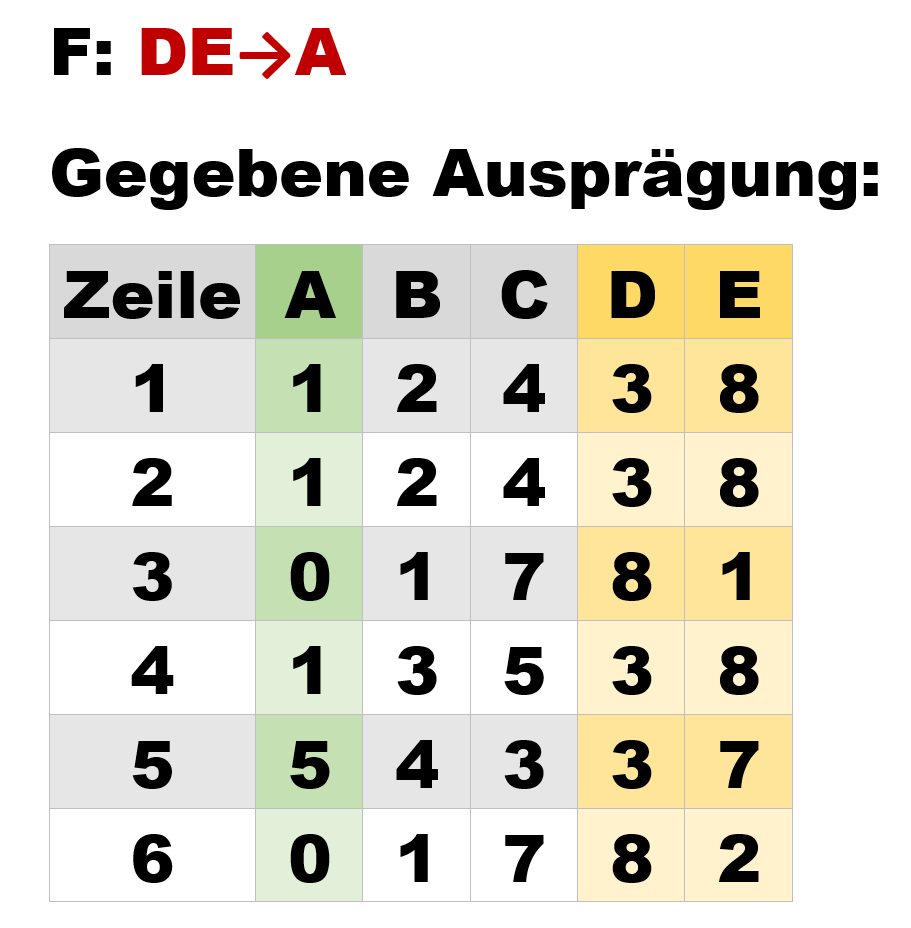 F: DE→A
Gegebene Ausprägung:
Zeile A B C D E
1 1 2 4 3 8
2 1 2 4 3 8
3 0 1 7 8 1
4 1 3 5 3 8
5 5 4 3 3 7
6 0 1 7 8 2